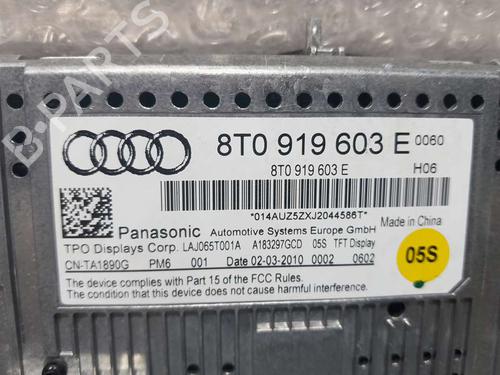 8T0 919 603 E 0060
8T0 919 603 E H06
*014AUZ5ZXJ2044586T*
Panasonic Automotive Systems Europe GmbH
Made in China
TPO Displays Corp. LAJ065T001A A183297GCD 05S TFT Display
CN-TA1890G PM6 001 Date 02-03-2010 0002 0602
05S
The device complies with Part 15 of the FCC Rules.
The condition that this device does not cause harmful interference.
B-PARTS